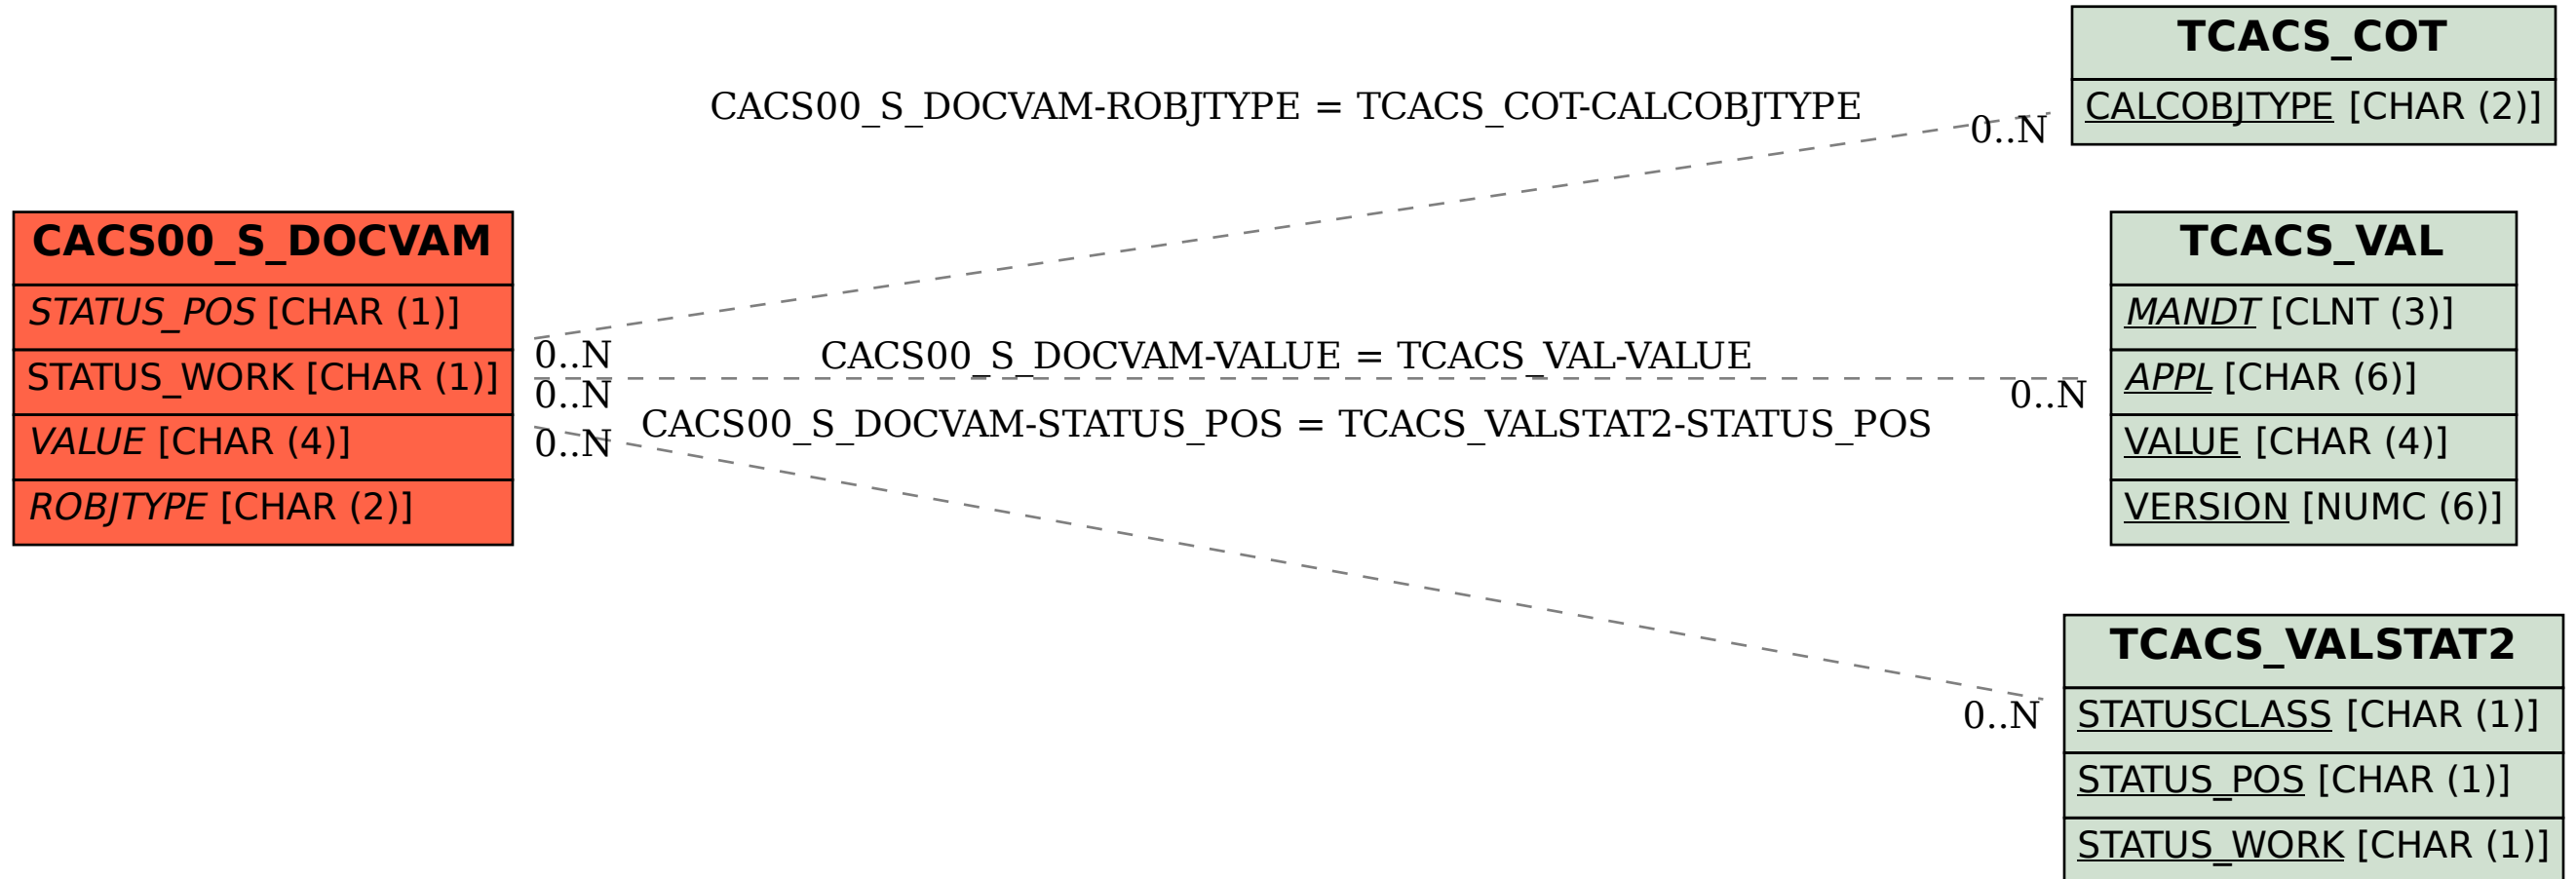 CACS00_S_DOCVAM
STATUS_POS [CHAR (1)]
STATUS_WORK [CHAR (1)]
VALUE [CHAR (4)]
ROBJTYPE [CHAR (2)]
CACS00_S_DOCVAM-ROBJTYPE = TCACS_COT-CALCOBJTYPE
0..N
0..N
CACS00_S_DOCVAM-VALUE = TCACS_VAL-VALUE
0..N
0..N
CACS00_S_DOCVAM-STATUS_POS = TCACS_VALSTAT2-STATUS_POS
0..N
0..N
TCACS_COT
CALCOBJTYPE [CHAR (2)]
TCACS_VAL
MANDT [CLNT (3)]
APPL [CHAR (6)]
VALUE [CHAR (4)]
VERSION [NUMC (6)]
TCACS_VALSTAT2
STATUSCLASS [CHAR (1)]
STATUS_POS [CHAR (1)]
STATUS_WORK [CHAR (1)]